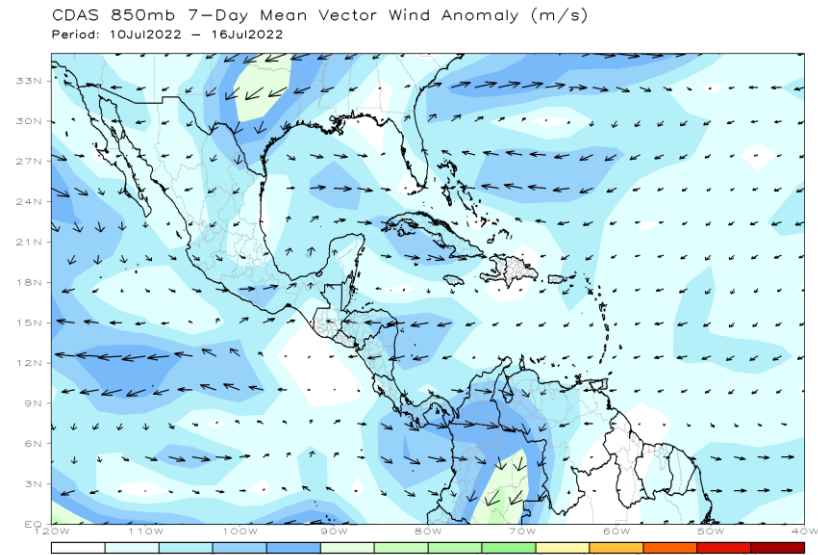 CDAS 850mb 7-Day Mean Vector Wind Anomaly (m/s)
Period: 10Jul2022 - 16Jul2022
33N
30N
27N
24N
21N
18N
15N
12N
9N
6N
3N
EQ
120W 110W 100W 90W 80W 70W 60W 50W 40W